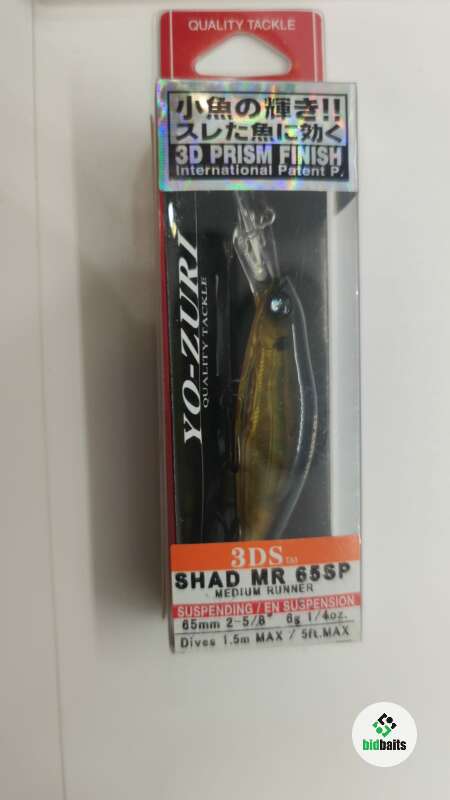 QUALITY TACKLE
小魚の輝き!!
スレた魚に効く
3D PRISM FINISH
International Patent P.
YO-ZURI
QUALITY TACKLE
3DS TM
SHAD MR 65SP
MEDIUM RUNNER
SUSPENDING / EN SUSPENSION
65mm 2-5/8" 6g 1/4oz.
Dives 1.5m MAX / 5ft.MAX
bidbaits